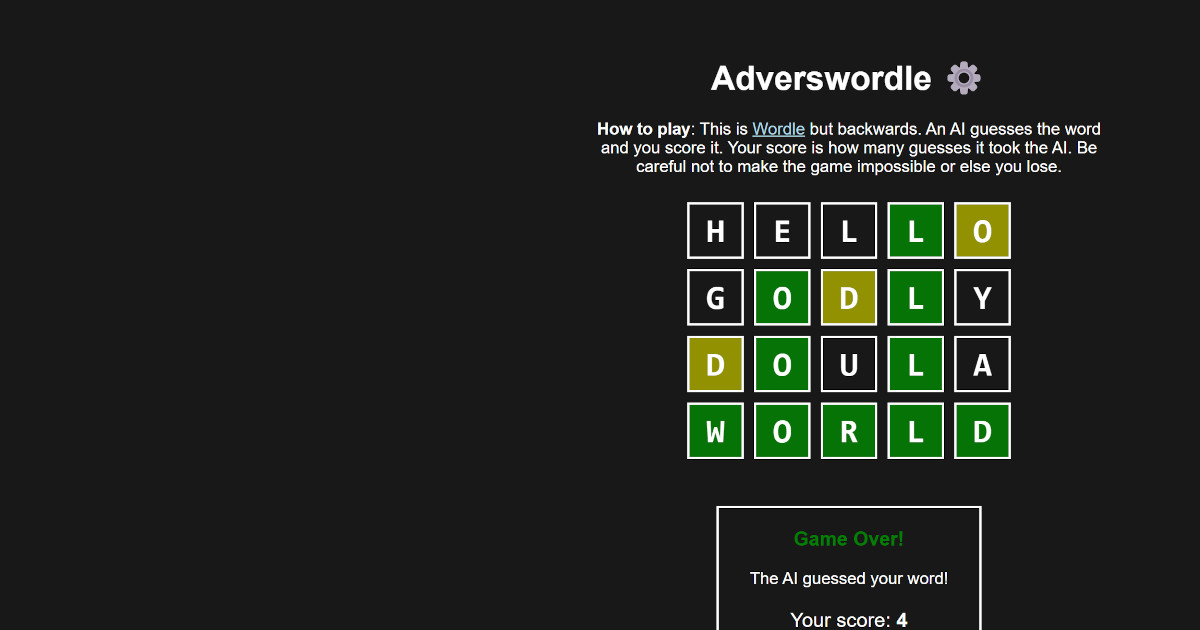 Adverswordle
How to play: This is Wordle but backwards. An AI guesses the word
and you score it. Your score is how many guesses it took the AI. Be
careful not to make the game impossible or else you lose.
H E L L O
G O D L Y
D O U L A
W O R L D
Game Over!
The AI guessed your word!
Your score: 4